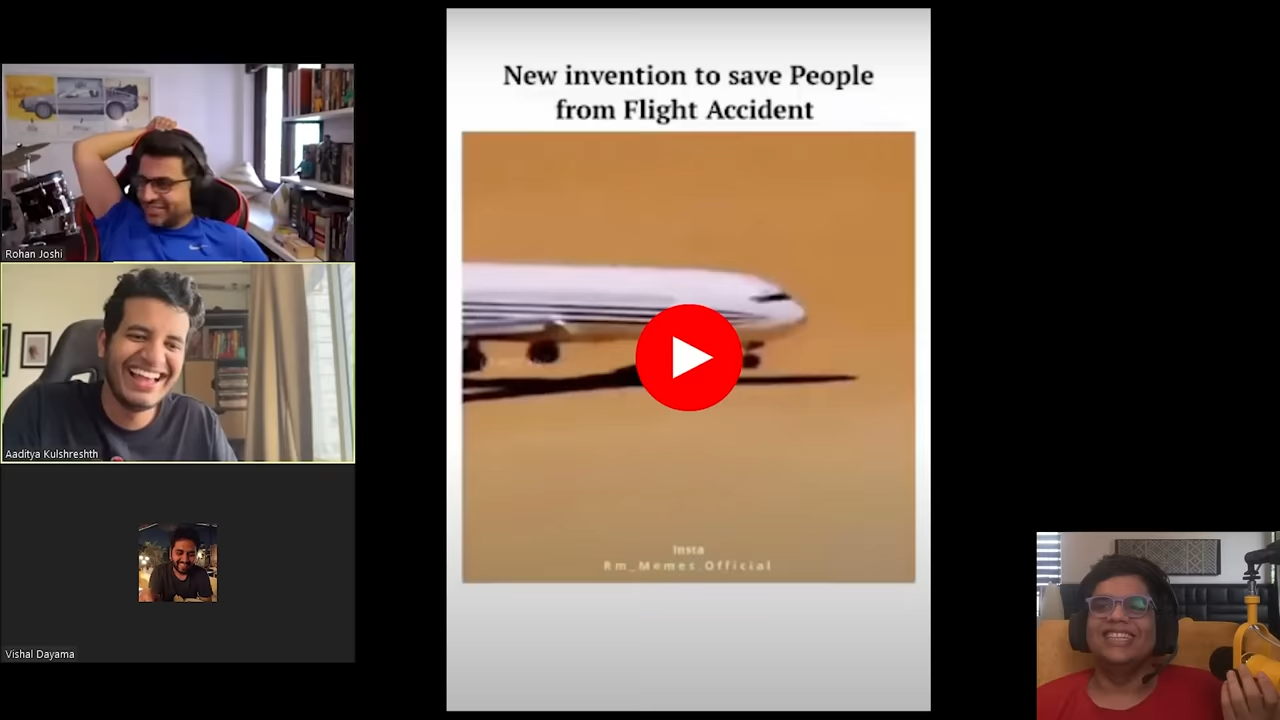 New invention to save People
from Flight Accident
Rohan Joshi
Aaditya Kulshreshth
Insta
Rm_Memes.Official
Vishal Dayama